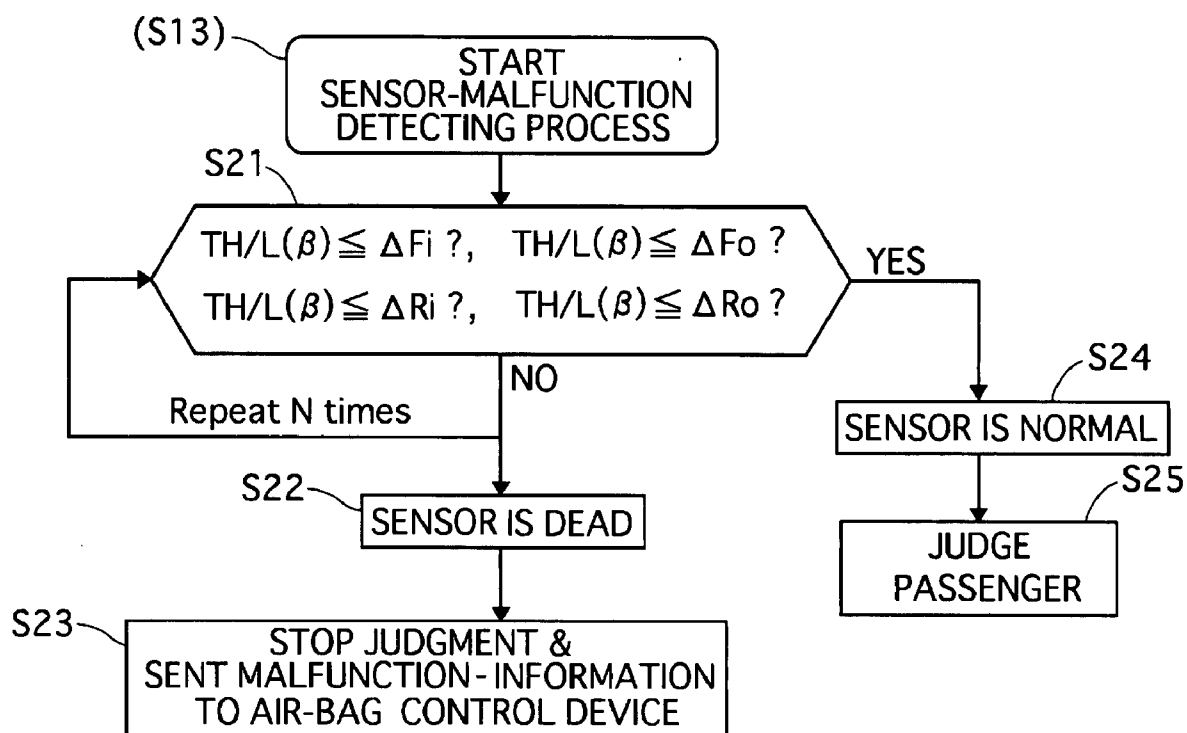 (S13)
START
SENSOR-MALFUNCTION
DETECTING PROCESS
S21
TH/L(β)≦ ΔFi ?, TH/L(β)≦ ΔFo ?
TH/L(β)≦ ΔRi ?, TH/L(β)≦ ΔRo ?
YES
NO
Repeat N times
S24
SENSOR IS NORMAL
S22
SENSOR IS DEAD
S25
JUDGE
PASSENGER
S23
STOP JUDGMENT &
SENT MALFUNCTION-INFORMATION
TO AIR-BAG CONTROL DEVICE